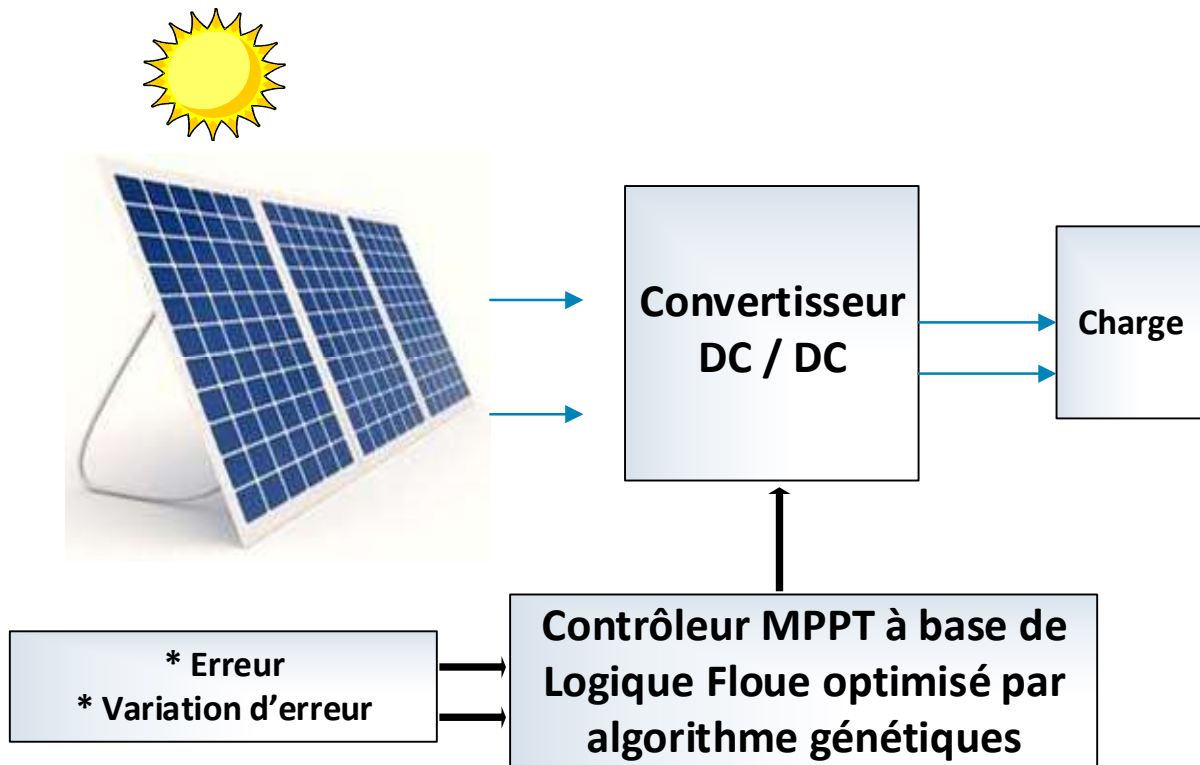 Convertisseur
DC / DC
Charge
* Erreur
* Variation d’erreur
Contrôleur MPPT à base de
Logique Floue optimisé par
algorithme génétiques